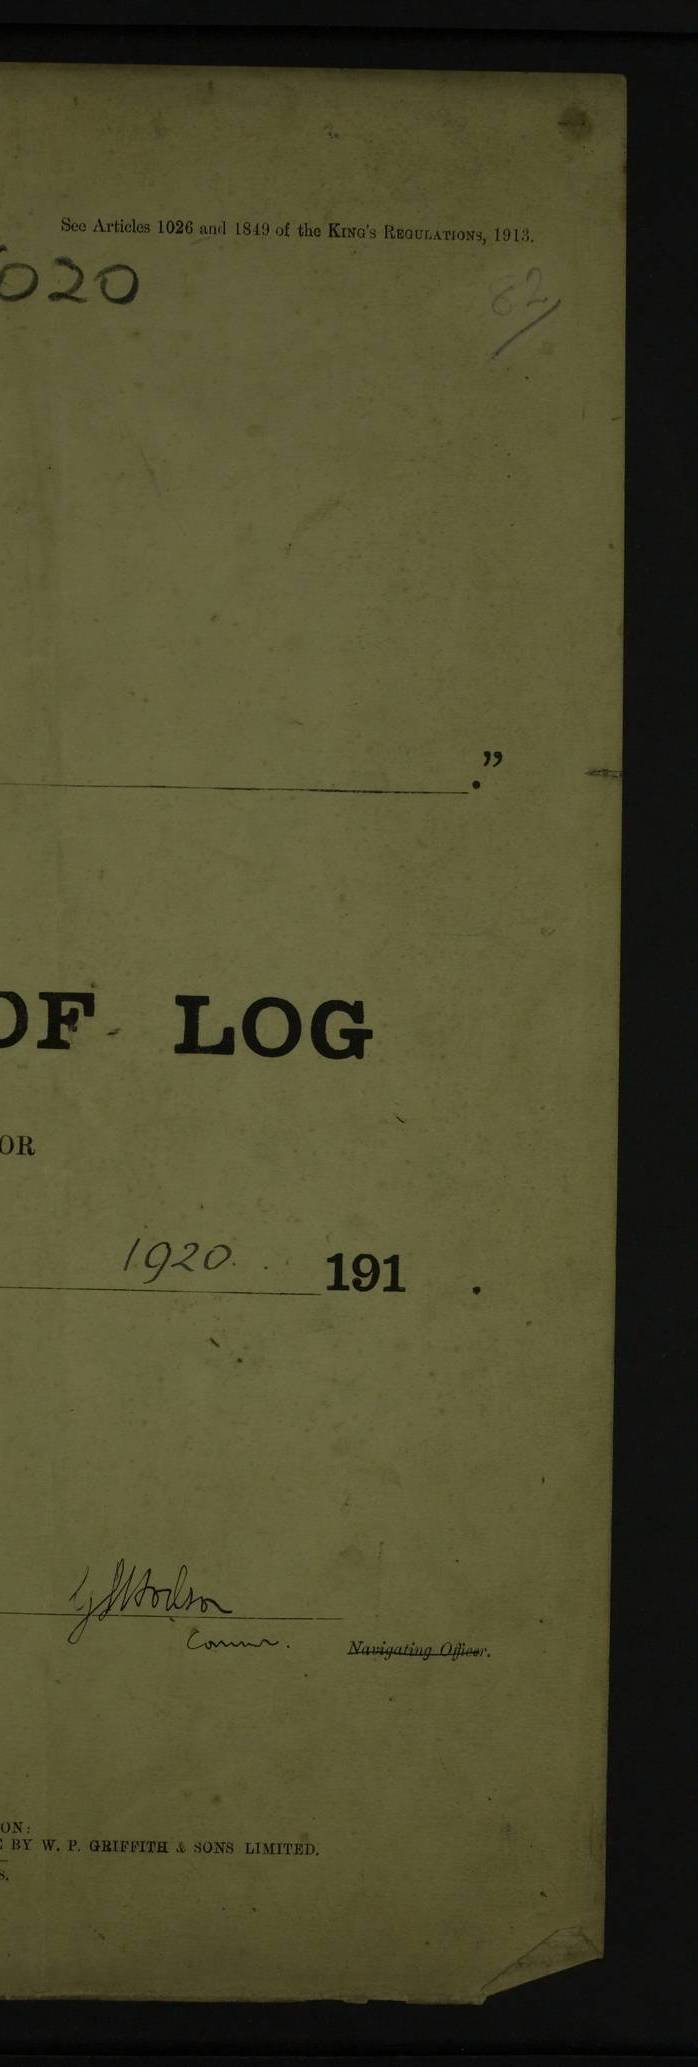 See Articles 1026 and 1849 of the KING'S REGULATIONS, 1913.
020
82
."
OF LOG
OR
1920. 191 .
Comm.
Navigating Officer.
ON:
E BY W. P. GRIFFITH & SONS LIMITED.
S.